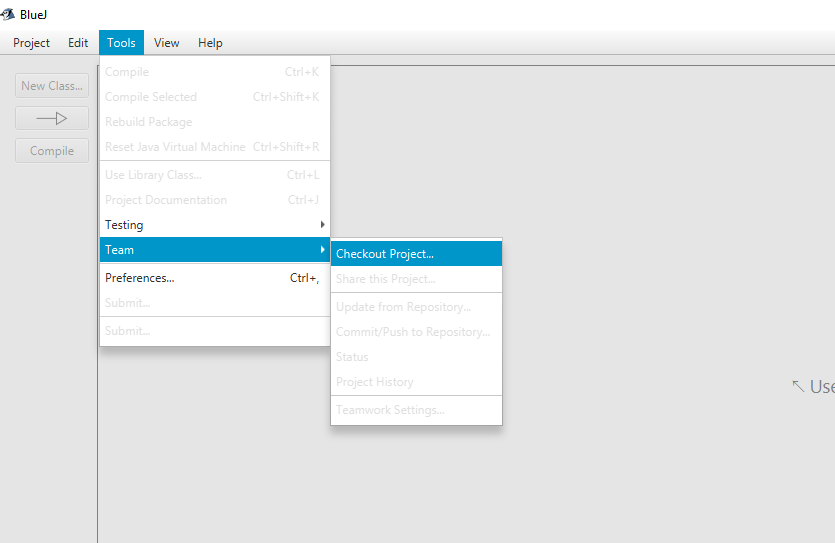 BlueJ
Project Edit Tools View Help
New Class...
Compile
Compile Ctrl+K
Compile Selected Ctrl+Shift+K
Rebuild Package
Reset Java Virtual Machine Ctrl+Shift+R
Use Library Class... Ctrl+L
Project Documentation Ctrl+J
Testing
Team
Preferences... Ctrl+,
Submit...
Submit...
Checkout Project...
Share this Project...
Update from Repository...
Commit/Push to Repository...
Status
Project History
Teamwork Settings...
Use